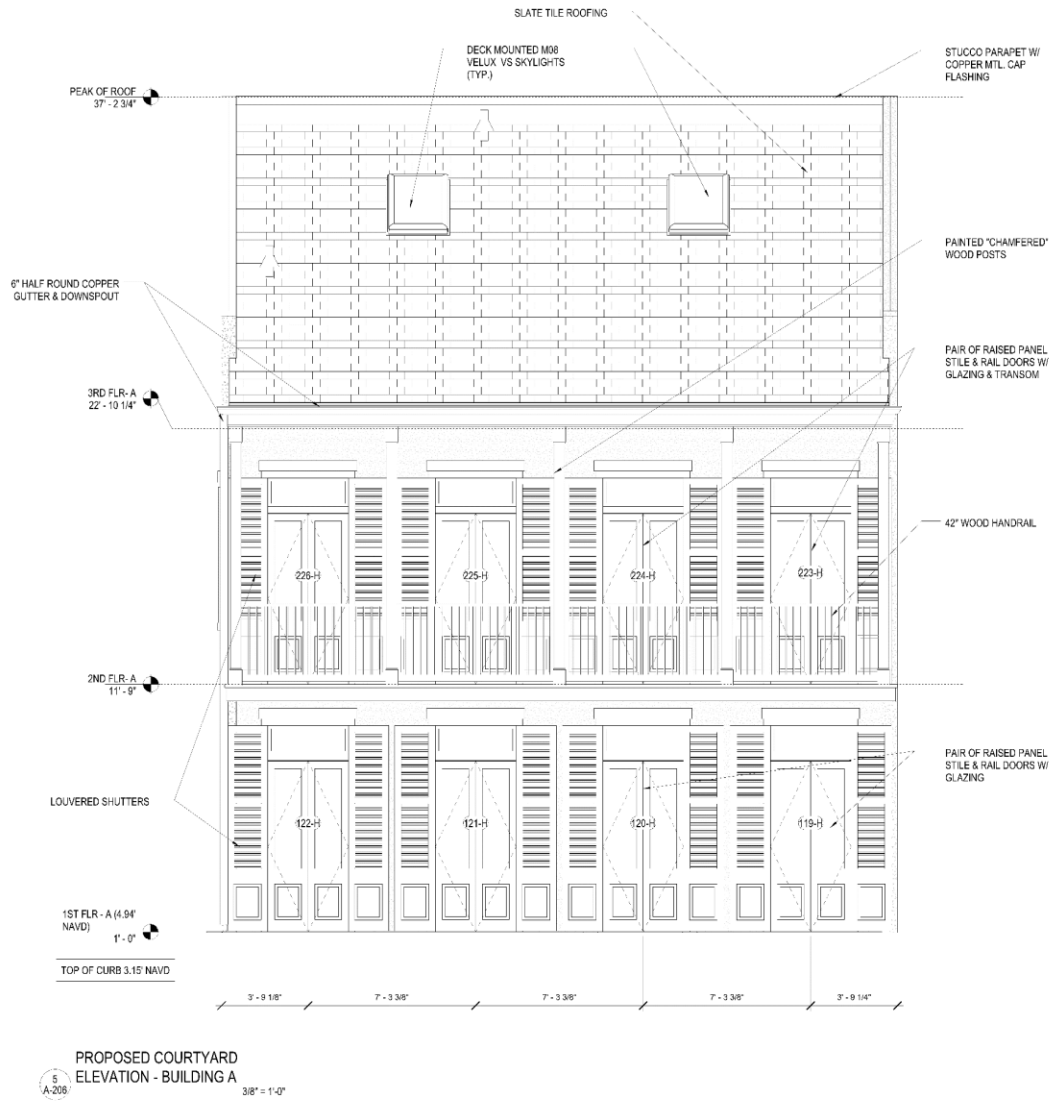 SLATE TILE ROOFING
DECK MOUNTED M08
VELUX VS SKYLIGHTS
(TYP.)
STUCCO PARAPET W/
COPPER MTL. CAP
FLASHING
PEAK OF ROOF
37' - 2 3/4"
PAINTED "CHAMFERED"
WOOD POSTS
6" HALF ROUND COPPER
GUTTER & DOWNSPOUT
PAIR OF RAISED PANEL
STILE & RAIL DOORS W/
GLAZING & TRANSOM
3RD FLR- A
22' - 10 1/4"
42" WOOD HANDRAIL
226-H
225-H
224-H
223-H
2ND FLR- A
11' - 9"
PAIR OF RAISED PANEL
STILE & RAIL DOORS W/
GLAZING
LOUVERED SHUTTERS
122-H
121-H
120-H
119-H
1ST FLR - A (4.94'
NAVD)
1' - 0"
TOP OF CURB 3.15' NAVD
3' - 9 1/8"
7' - 3 3/8"
7' - 3 3/8"
7' - 3 3/8"
3' - 9 1/4"
5
A-206
PROPOSED COURTYARD
ELEVATION - BUILDING A
3/8" = 1'-0"